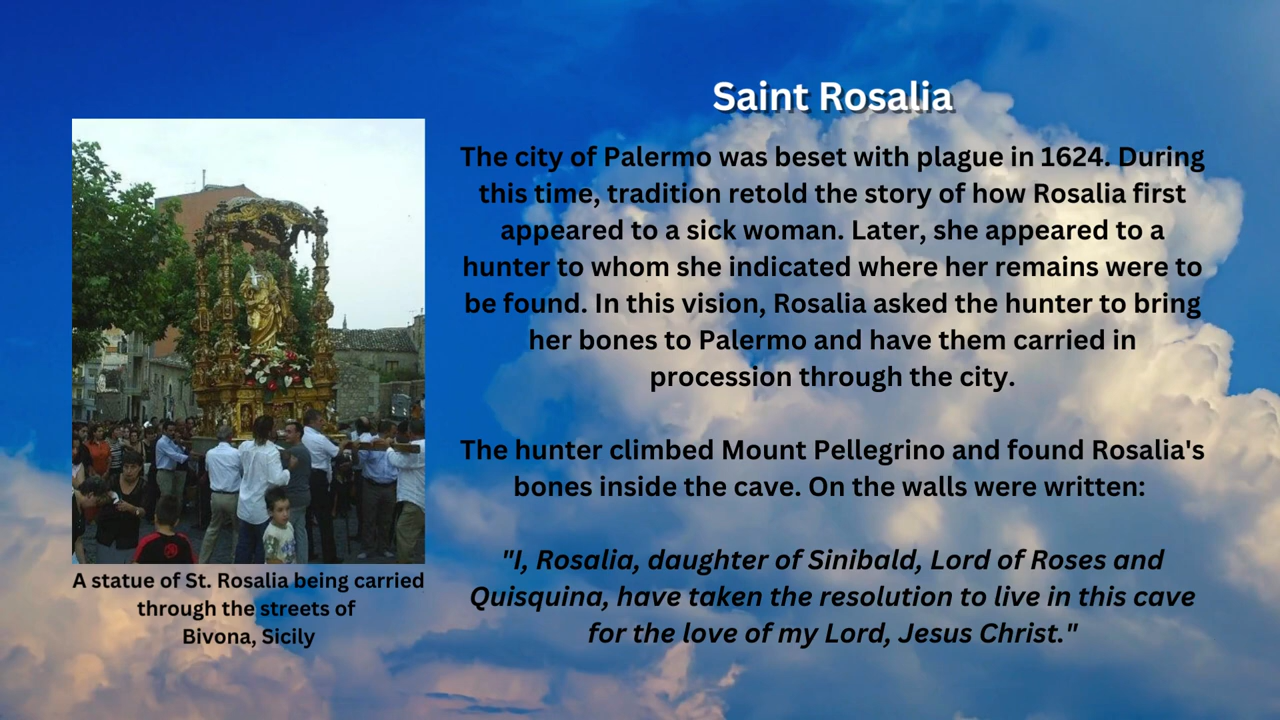 Saint Rosalia
The city of Palermo was beset with plague in 1624. During
this time, tradition retold the story of how Rosalia first
appeared to a sick woman. Later, she appeared to a
hunter to whom she indicated where her remains were to
be found. In this vision, Rosalia asked the hunter to bring
her bones to Palermo and have them carried in
procession through the city.
The hunter climbed Mount Pellegrino and found Rosalia's
bones inside the cave. On the walls were written:
"I, Rosalia, daughter of Sinibald, Lord of Roses and
Quisquina, have taken the resolution to live in this cave
for the love of my Lord, Jesus Christ."
A statue of St. Rosalia being carried
through the streets of
Bivona, Sicily